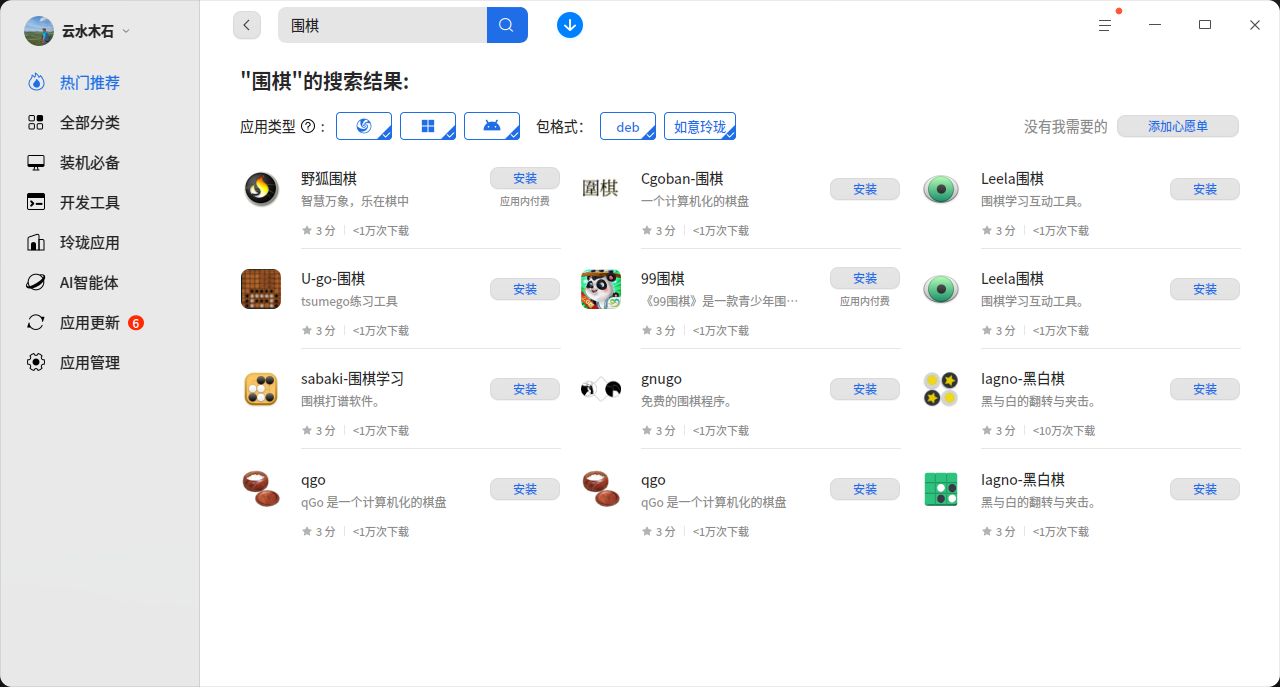 云水木石
围棋
热门推荐
全部分类
装机必备
开发工具
玲珑应用
AI智能体
应用更新 6
应用管理
"围棋"的搜索结果:
应用类型 ? :
包格式：
deb
如意玲珑
没有我需要的
添加心愿单
野狐围棋
智慧万象，乐在棋中
安装
应用内付费
3 分 <1万次下载
圍棋
Cgoban-围棋
一个计算机化的棋盘
安装
3 分 <1万次下载
Leela围棋
围棋学习互动工具。
安装
3 分 <1万次下载
U-go-围棋
tsumego练习工具
安装
3 分 <1万次下载
99围棋
《99围棋》是一款青少年围…
安装
应用内付费
3 分 <1万次下载
Leela围棋
围棋学习互动工具。
安装
3 分 <1万次下载
sabaki-围棋学习
围棋打谱软件。
安装
3 分 <1万次下载
gnugo
免费的围棋程序。
安装
3 分 <1万次下载
Iagno-黑白棋
黑与白的翻转与夹击。
安装
3 分 <10万次下载
qgo
qGo 是一个计算机化的棋盘
安装
3 分 <1万次下载
qgo
qGo 是一个计算机化的棋盘
安装
3 分 <1万次下载
Iagno-黑白棋
黑与白的翻转与夹击。
安装
3 分 <1万次下载